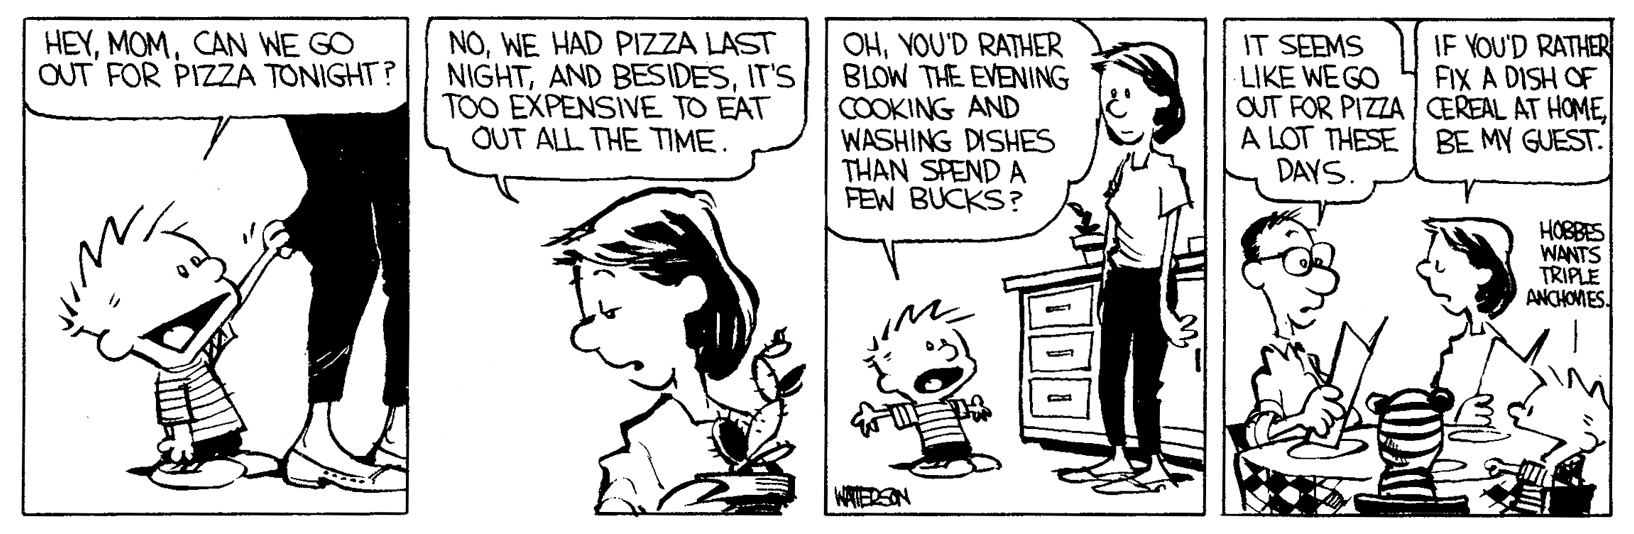 HEY, MOM, CAN WE GO
OUT FOR PIZZA TONIGHT?
NO, WE HAD PIZZA LAST
NIGHT, AND BESIDES, IT'S
TOO EXPENSIVE TO EAT
OUT ALL THE TIME.
OH, YOU'D RATHER
BLOW THE EVENING
COOKING AND
WASHING DISHES
THAN SPEND A
FEW BUCKS?
WATTERSON
IT SEEMS
LIKE WE GO
OUT FOR PIZZA
A LOT THESE
DAYS.
IF YOU'D RATHER
FIX A DISH OF
CEREAL AT HOME,
BE MY GUEST.
HOBBES
WANTS
TRIPLE
ANCHOVIES.